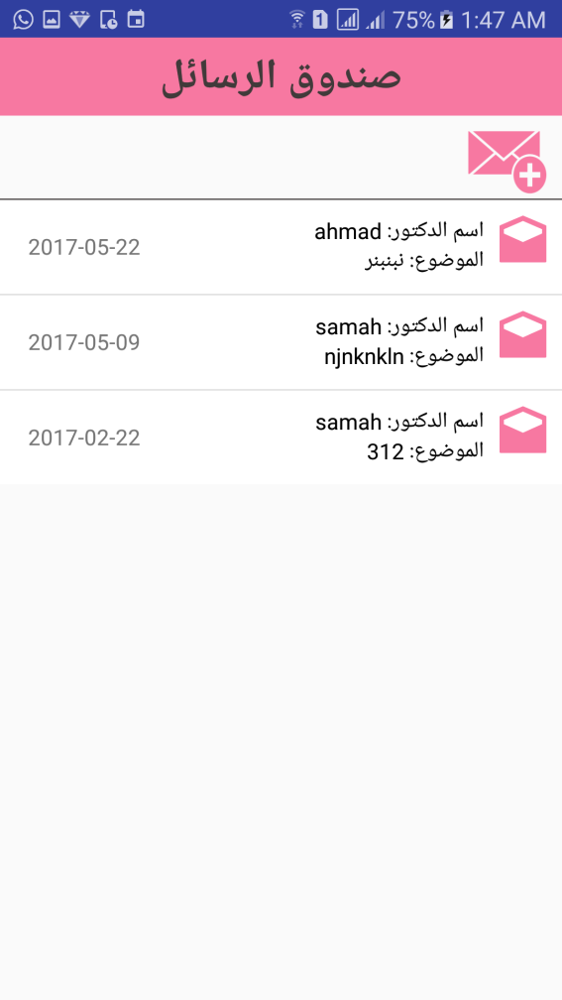 75% 1:47 AM
صندوق الرسائل
اسم الدكتور: ahmad
الموضوع: نبنبنر
2017-05-22
اسم الدكتور: samah
الموضوع: njnknkln
2017-05-09
اسم الدكتور: samah
الموضوع: 312
2017-02-22